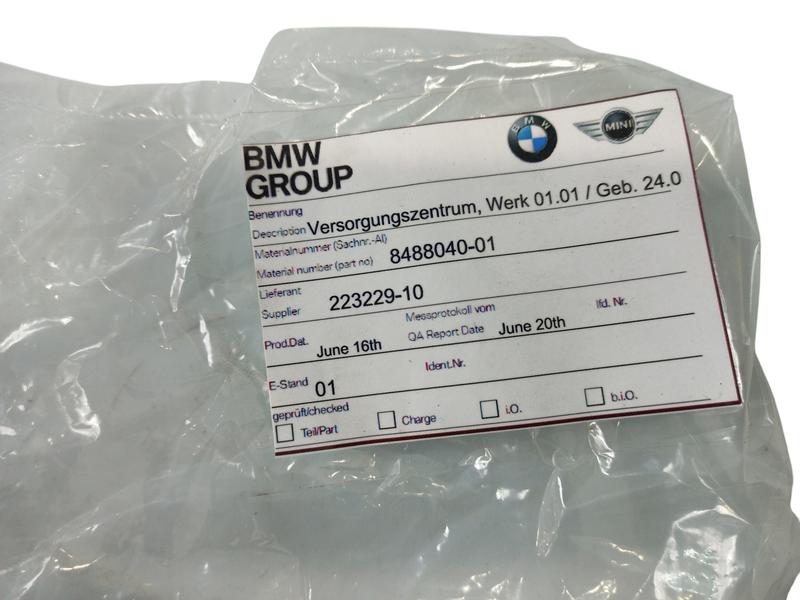 BMW
GROUP
BMW
MINI
Benennung
Description Versorgungszentrum, Werk 01.01 / Geb. 24.0
Materialnummer (Sachnr.-AI)
Material number (part no) 8488040-01
Lieferant
Supplier 223229-10
Messprotokoll vom lfd. Nr.
Prod.Dat. June 16th QA Report Date June 20th
Ident.Nr.
E-Stand 01
geprüft/checked
Teil/Part Charge i.O. b.i.O.